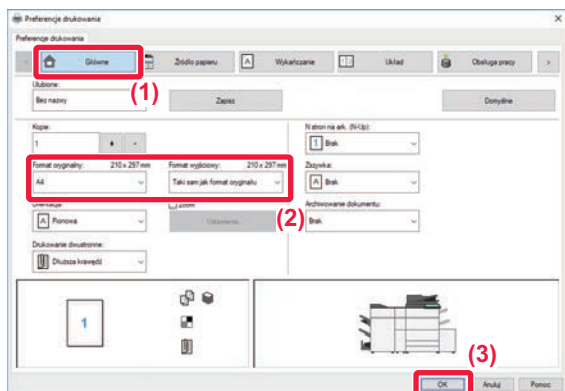 Preferencje drukowania
Preferencje drukowania
Główne
Źródło papieru
Wykańczanie
Układ
Obsługa pracy
(1)
Ulubione:
Bez nazwy
Zapisz
Domyślne
Kopie:
1
N stron na ark. (N-Up):
1 Brak
Format oryginalny: 210 x 297 mm
Format wyjściowy: 210 x 297 mm
Zszywka:
A4
Taki sam jak format oryginału
A Brak
(2)
Orientacja:
Zoom
Archiwizowanie dokumentu:
A Pionowa
Ustawienia...
Brak
Drukowanie dwustronne:
Dłuższa krawędź
1
(3)
OK
Anuluj
Pomoc